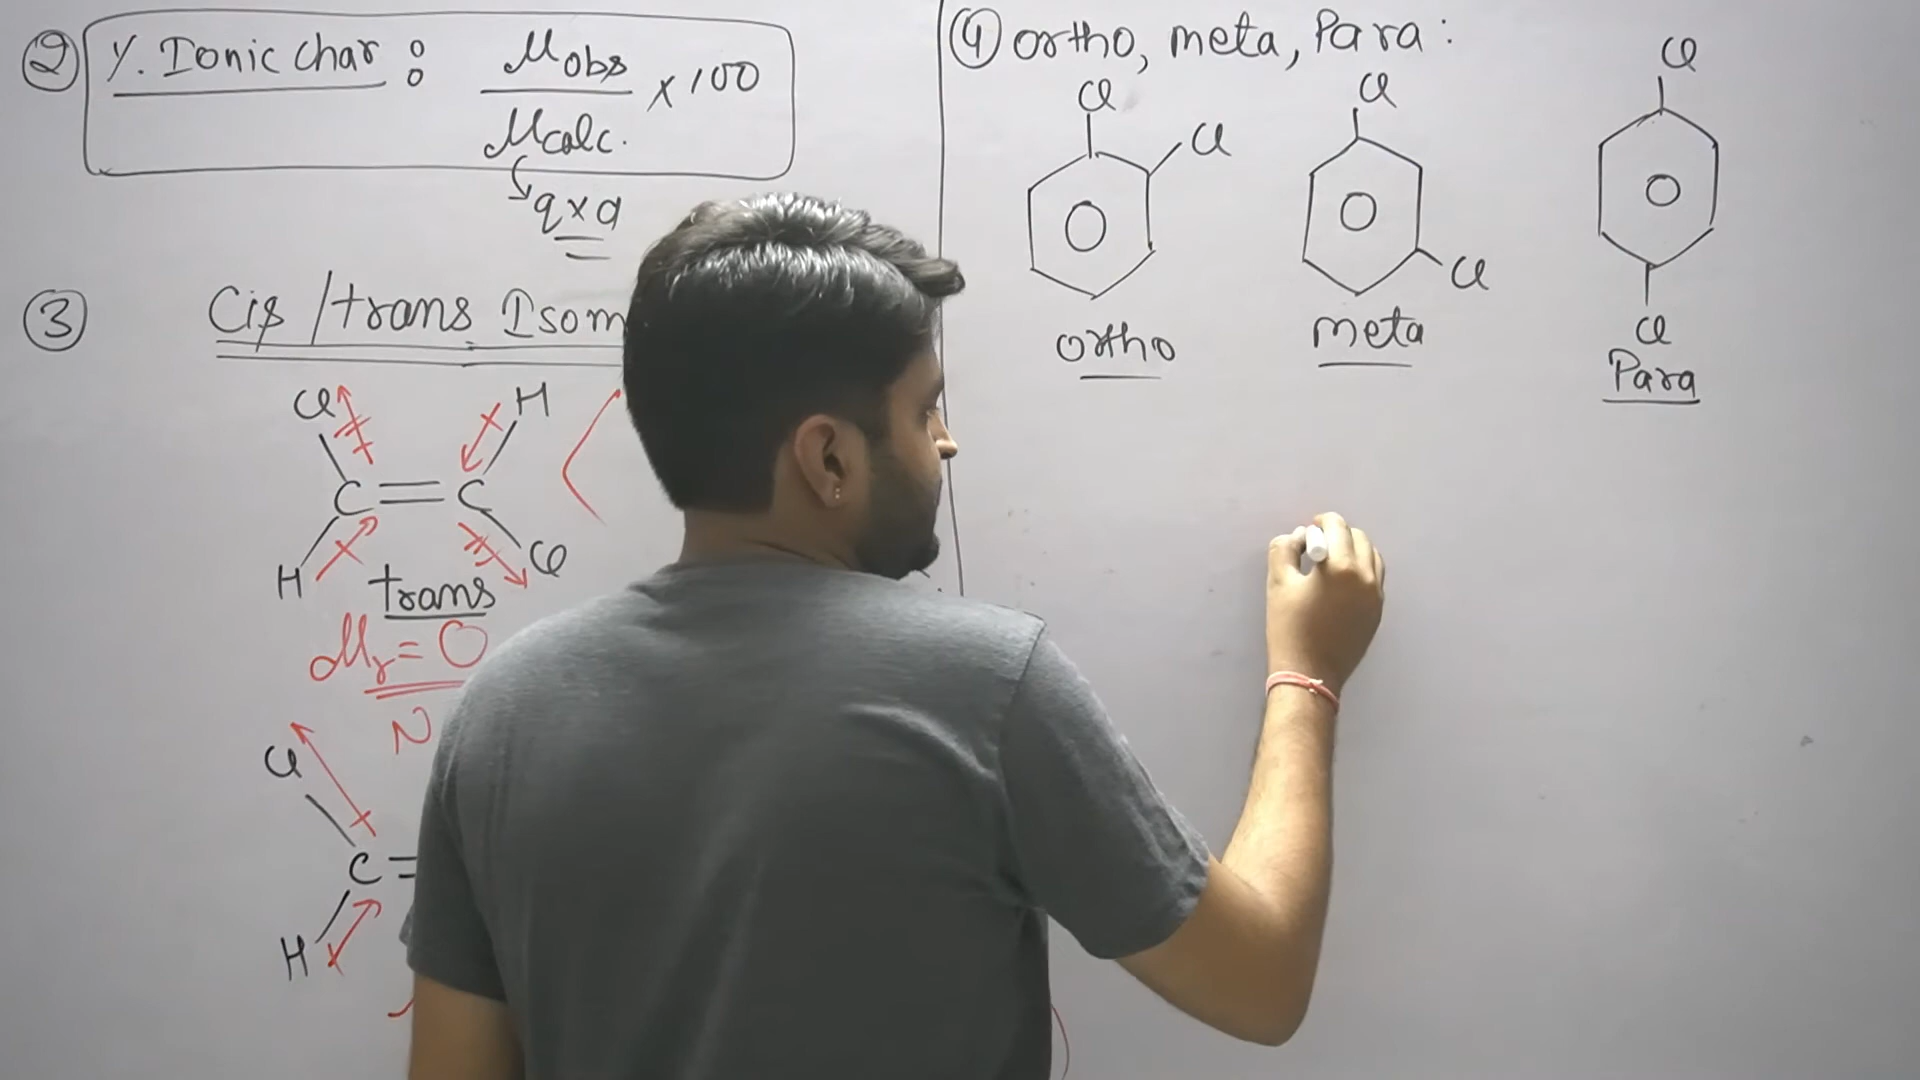 ② Y. Ionic Char : μobs / μcalc. × 100
q×a
③ Cis/trans Isom
Cl H
C=C
H Cl
trans
μr=0
N
Cl
C=
H
④ ortho, meta, Para:
Cl Cl Cl
Cl
Cl
Cl
ortho meta Para